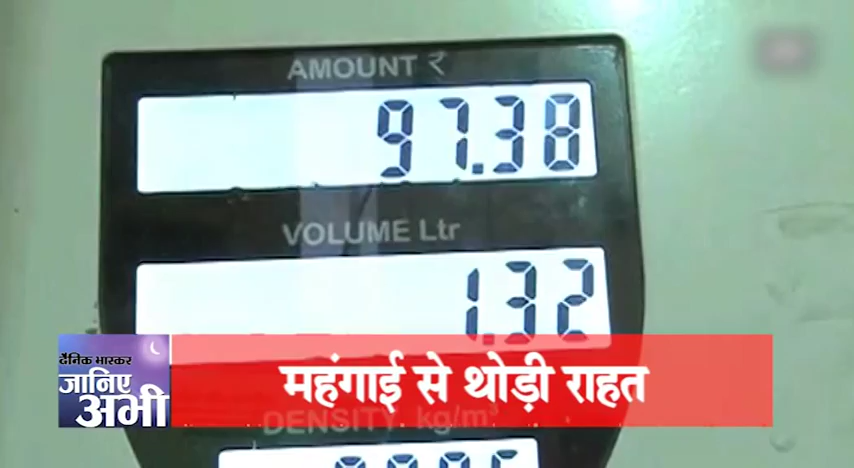 AMOUNT ₹
97.38
VOLUME Ltr
1.32
दैनिक भास्कर
जानिए
अभी
महंगाई से थोड़ी राहत
DENSITY kg/m³